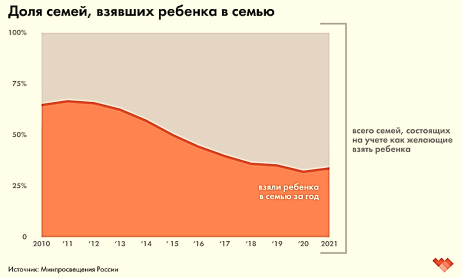 Доля семей, взявших ребенка в семью
100%
75%
50%
25%
0
взяли ребенка
в семью за год
всего семей, состоящих
на учете как желающие
взять ребенка
2010 '11 '12 '13 '14 '15 '16 '17 '18 '19 '20 2021
Источник: Минпросвещения России